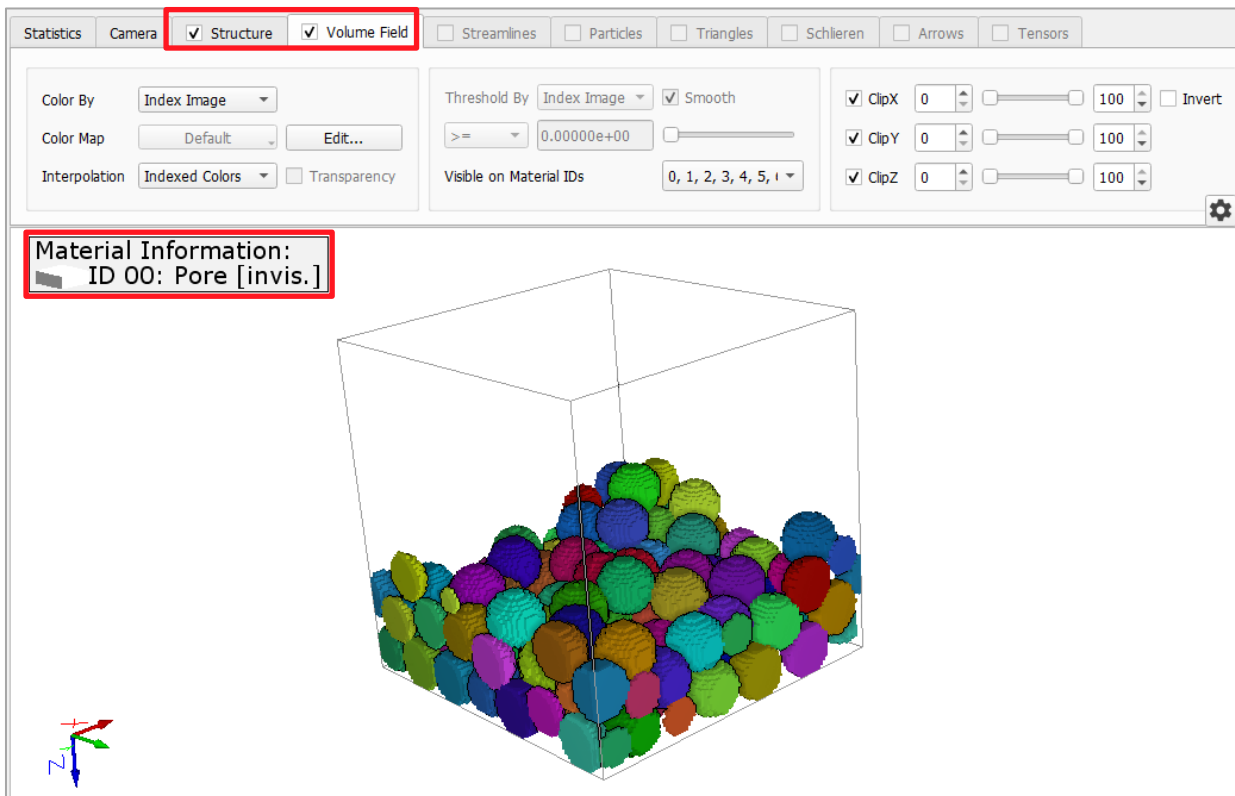 Statistics Camera Structure Volume Field Streamlines Particles Triangles Schlieren Arrows Tensors
Color By Index Image Threshold By Index Image Smooth ClipX 0 100 Invert
Color Map Default Edit... >= 0.00000e+00 ClipY 0 100
Interpolation Indexed Colors Transparency Visible on Material IDs 0, 1, 2, 3, 4, 5, ClipZ 0 100
Material Information:
ID 00: Pore [invis.]
X
Y
Z